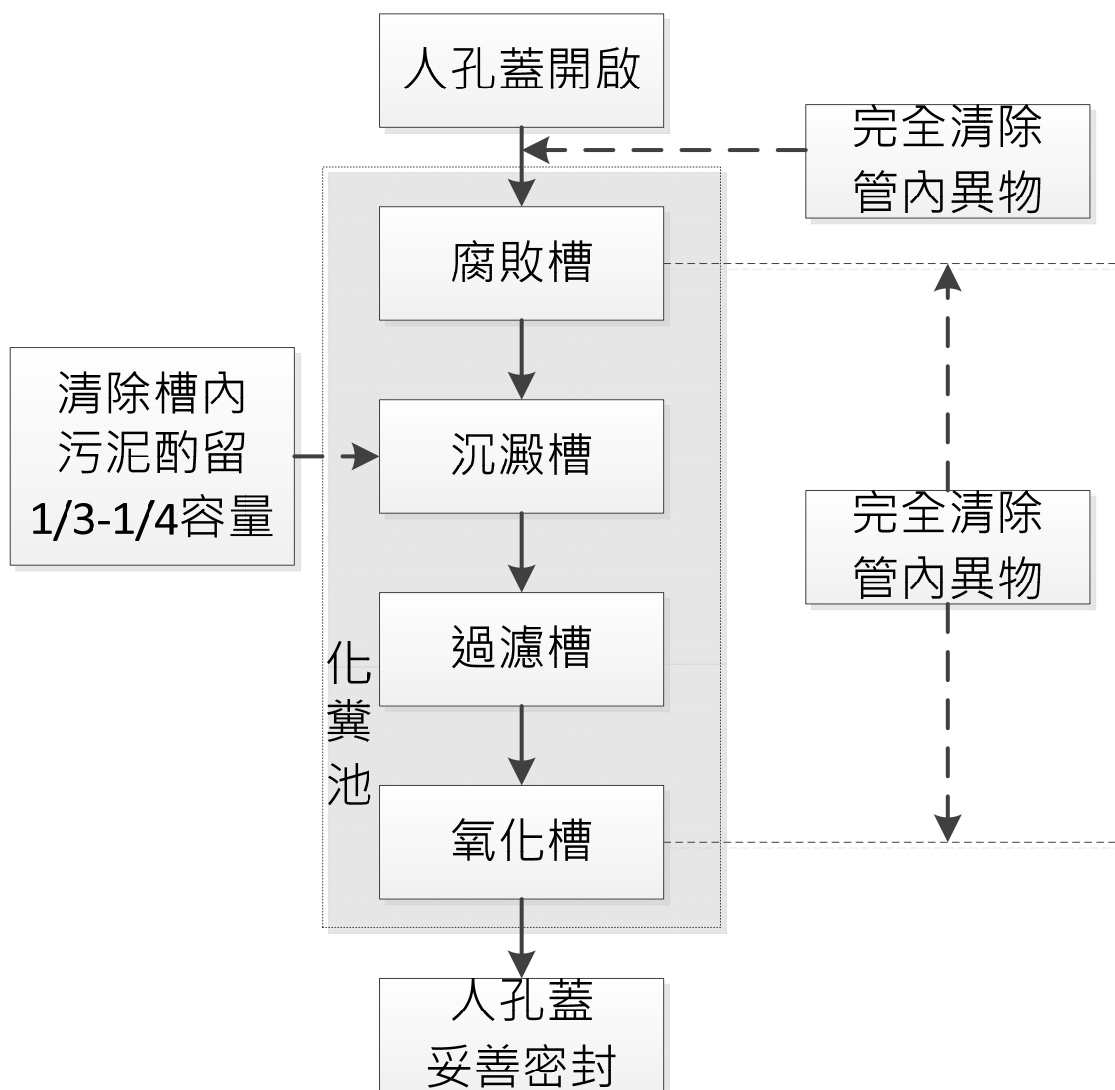 人孔蓋開啟
完全清除
管內異物
腐敗槽
清除槽內
污泥酌留
1/3-1/4容量
沉澱槽
完全清除
管內異物
過濾槽
化
糞
池
氧化槽
人孔蓋
妥善密封